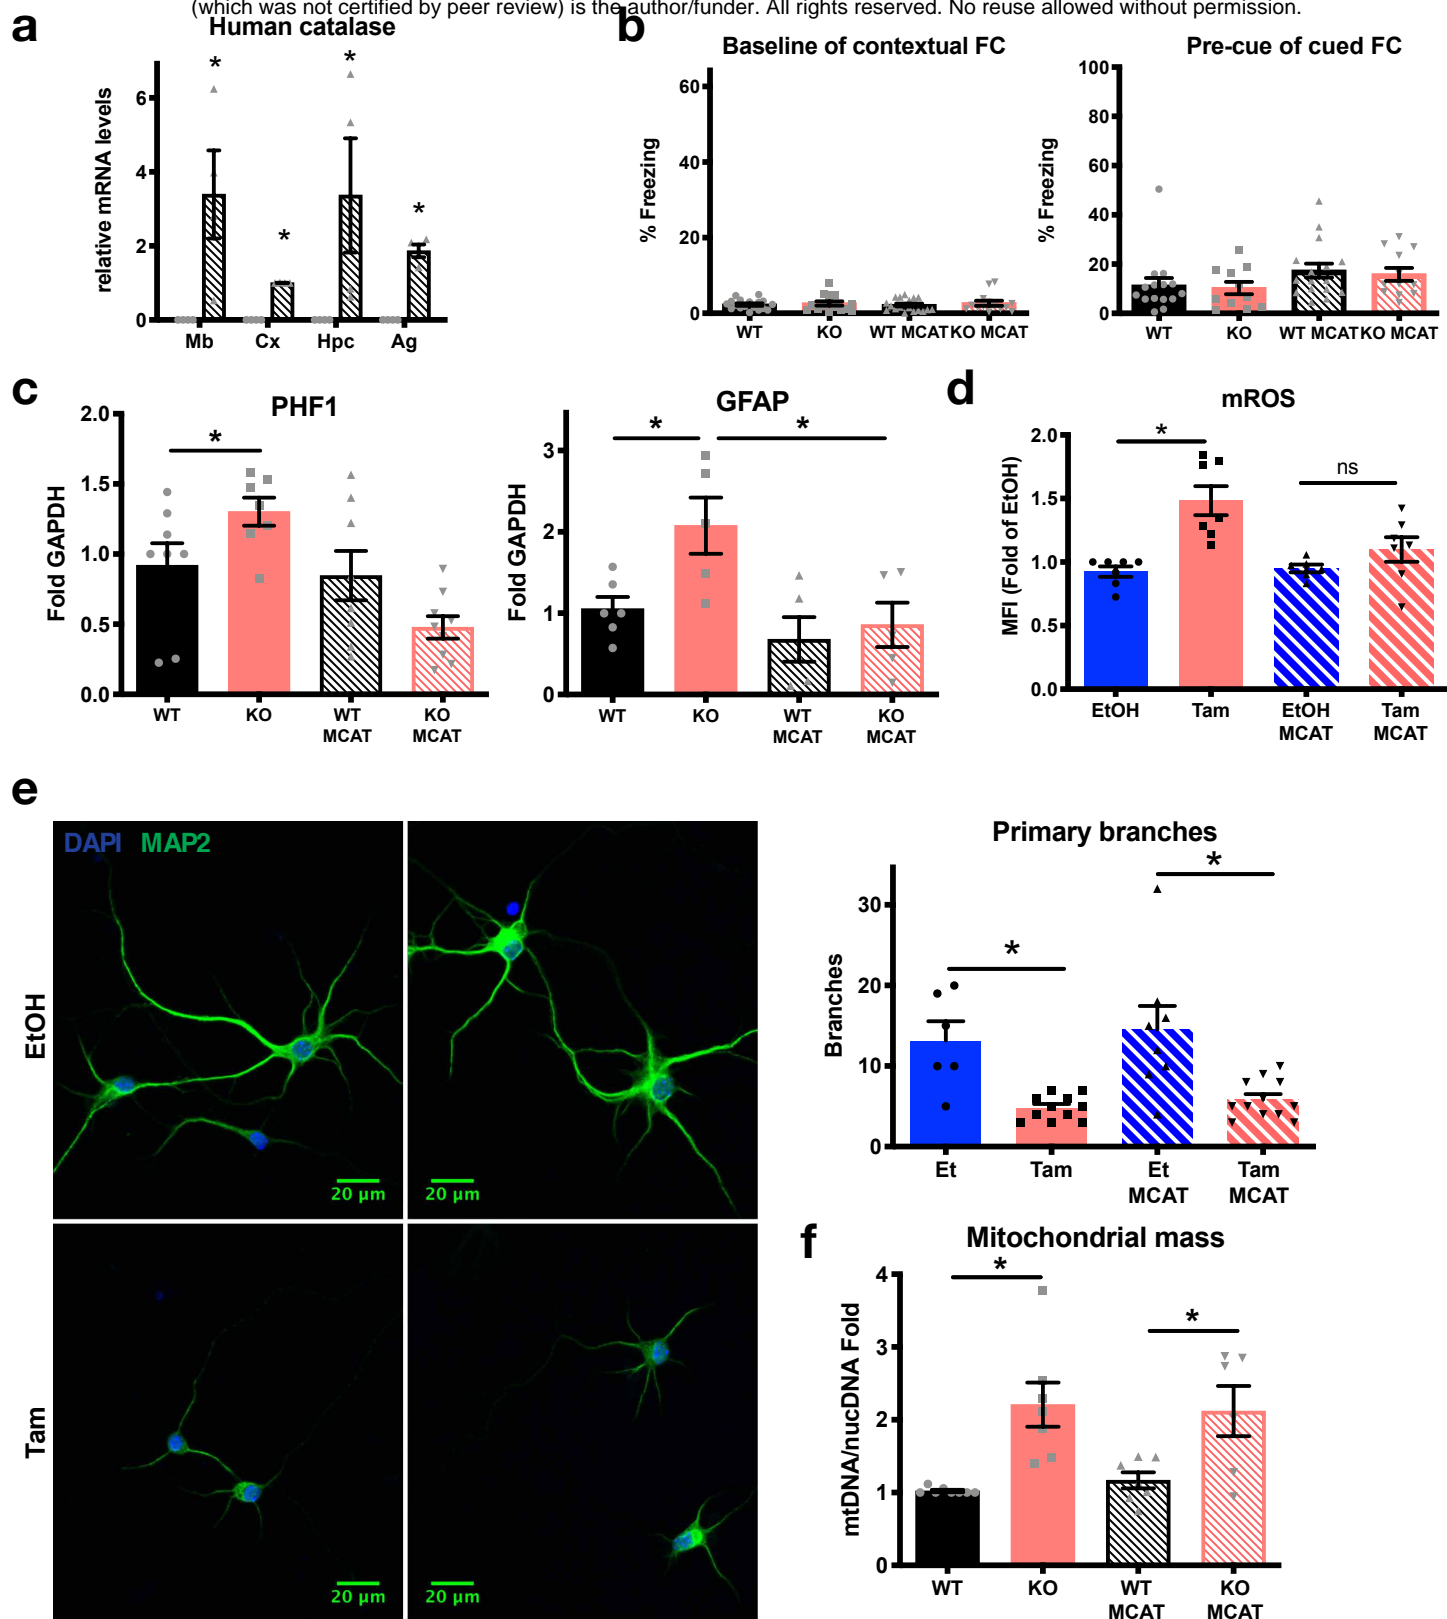 (which was not certified by peer review) is the author/funder. All rights reserved. No reuse allowed without permission.
a
Human catalase
relative mRNA levels
6
4
2
0
* * * *
Mb Cx Hpc Ag
b
Baseline of contextual FC
% Freezing
60
40
20
0
WT KO WT MCAT KO MCAT
Pre-cue of cued FC
% Freezing
100
80
60
40
20
0
WT KO WT MCAT KO MCAT
c
PHF1
Fold GAPDH
2.0
1.5
1.0
0.5
0.0
*
WT KO WT MCAT KO MCAT
GFAP
Fold GAPDH
3
2
1
0
* *
WT KO WT MCAT KO MCAT
d
mROS
MFI (Fold of EtOH)
2.0
1.5
1.0
0.5
0.0
* ns
EtOH Tam EtOH MCAT Tam MCAT
e
DAPI MAP2
EtOH
20 µm
20 µm
Tam
20 µm
20 µm
Primary branches
Branches
30
20
10
0
* *
Et Tam Et MCAT Tam MCAT
f
Mitochondrial mass
mtDNA/nucDNA Fold
4
3
2
1
0
* *
WT KO WT MCAT KO MCAT